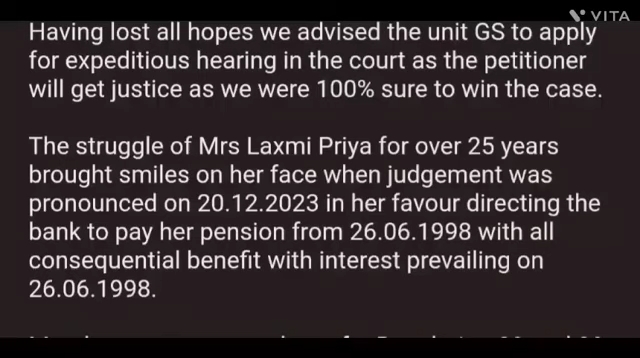 VITA
Having lost all hopes we advised the unit GS to apply
for expeditious hearing in the court as the petitioner
will get justice as we were 100% sure to win the case.
The struggle of Mrs Laxmi Priya for over 25 years
brought smiles on her face when judgement was
pronounced on 20.12.2023 in her favour directing the
bank to pay her pension from 26.06.1998 with all
consequential benefit with interest prevailing on
26.06.1998.